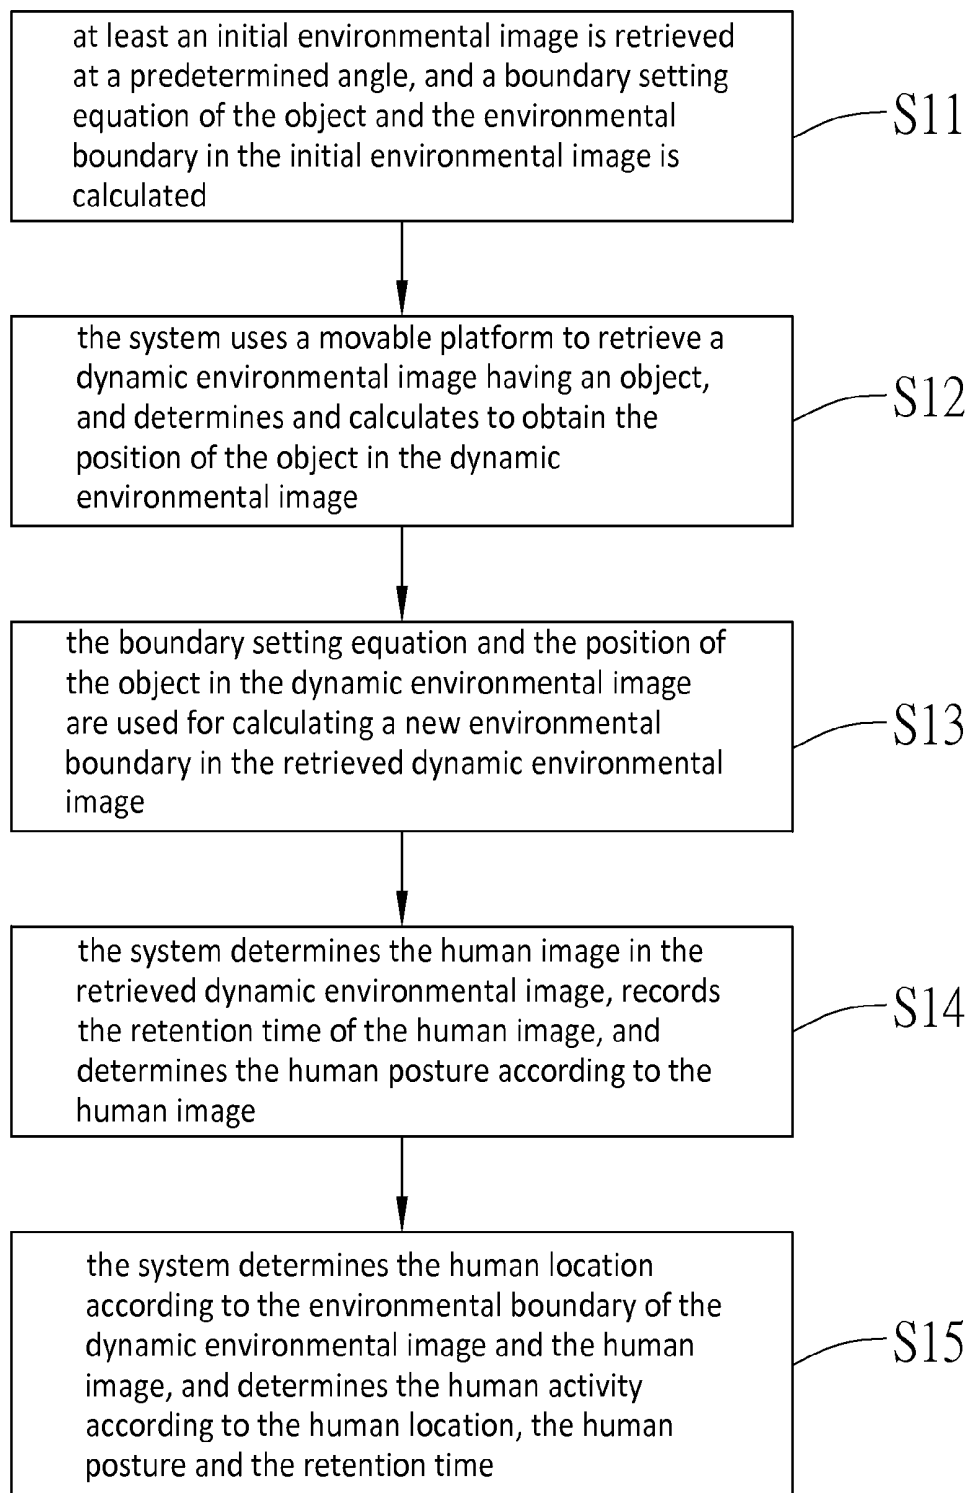 at least an initial environmental image is retrieved
at a predetermined angle, and a boundary setting
equation of the object and the environmental
boundary in the initial environmental image is
calculated
S11
the system uses a movable platform to retrieve a
dynamic environmental image having an object,
and determines and calculates to obtain the
position of the object in the dynamic
environmental image
S12
the boundary setting equation and the position of
the object in the dynamic environmental image
are used for calculating a new environmental
boundary in the retrieved dynamic environmental
image
S13
the system determines the human image in the
retrieved dynamic environmental image, records
the retention time of the human image, and
determines the human posture according to the
human image
S14
the system determines the human location
according to the environmental boundary of the
dynamic environmental image and the human
image, and determines the human activity
according to the human location, the human
posture and the retention time
S15